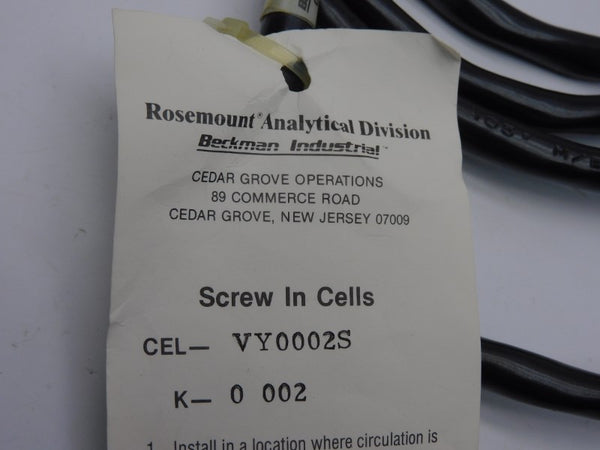 Rosemount® Analytical Division
Beckman Industrial™
CEDAR GROVE OPERATIONS
89 COMMERCE ROAD
CEDAR GROVE, NEW JERSEY 07009
Screw In Cells
CEL— VY0002S
K— 0 002
1. Install in a location where circulation is